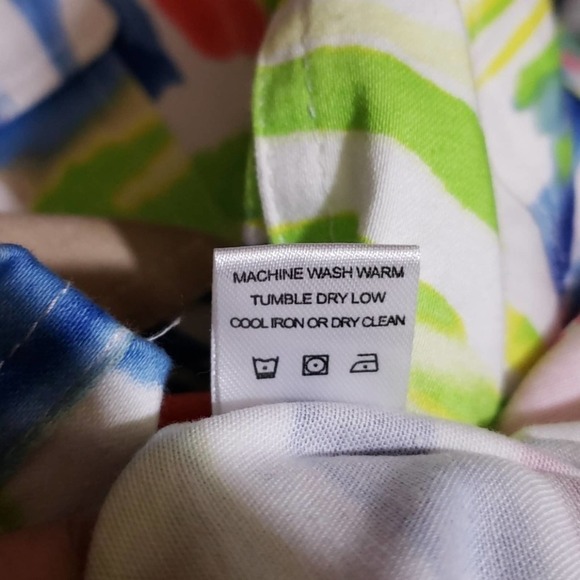 MACHINE WASH WARM
TUMBLE DRY LOW
COOL IRON OR DRY CLEAN